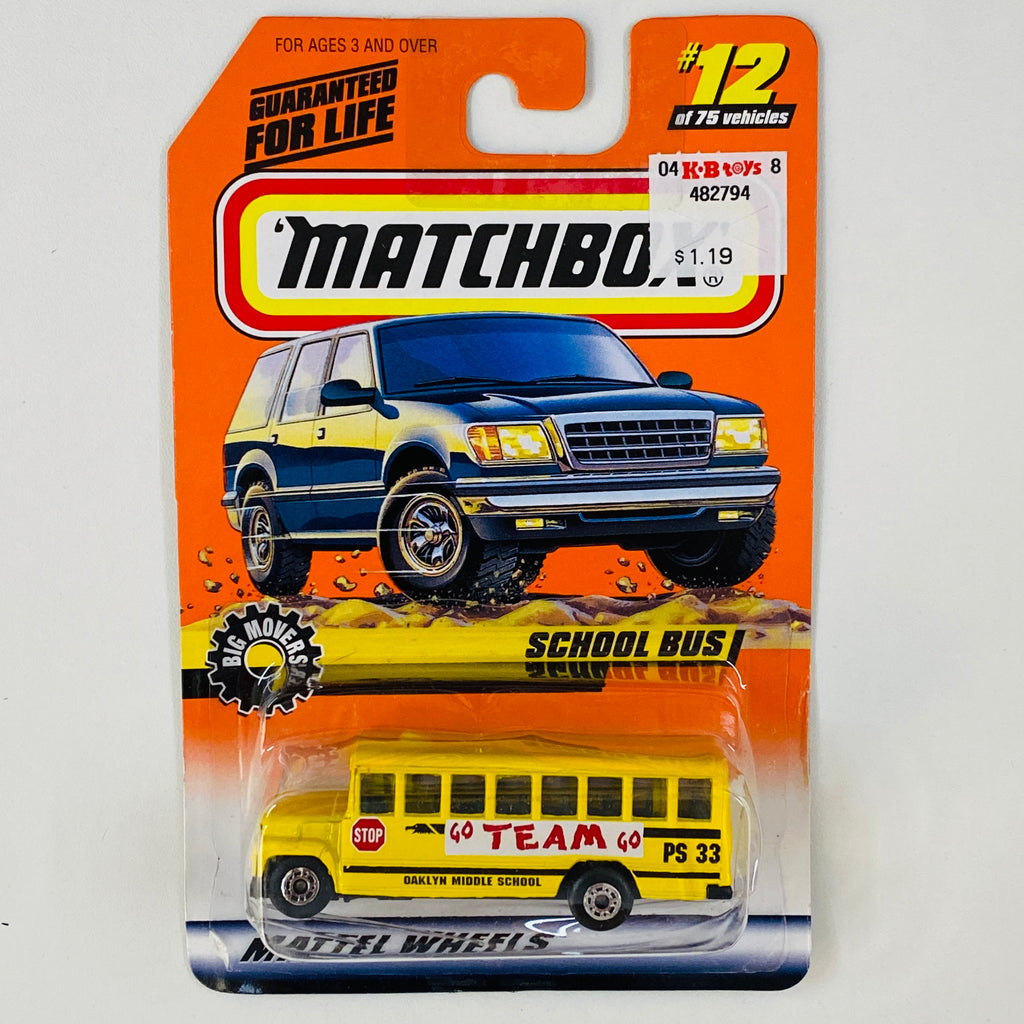 FOR AGES 3 AND OVER
GUARANTEED
FOR LIFE
#12
of 75 vehicles
04 K·B toys 8
482794
$1.19
'MATCHBOX'
®
BIG MOVERS
SCHOOL BUS
STOP
GO TEAM GO
PS 33
OAKLYN MIDDLE SCHOOL
MATTEL WHEELS